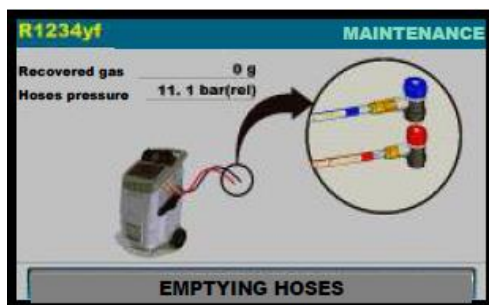 R1234yf MAINTENANCE
Recovered gas 0 g
Hoses pressure 11. 1 bar(rel)
EMPTYING HOSES